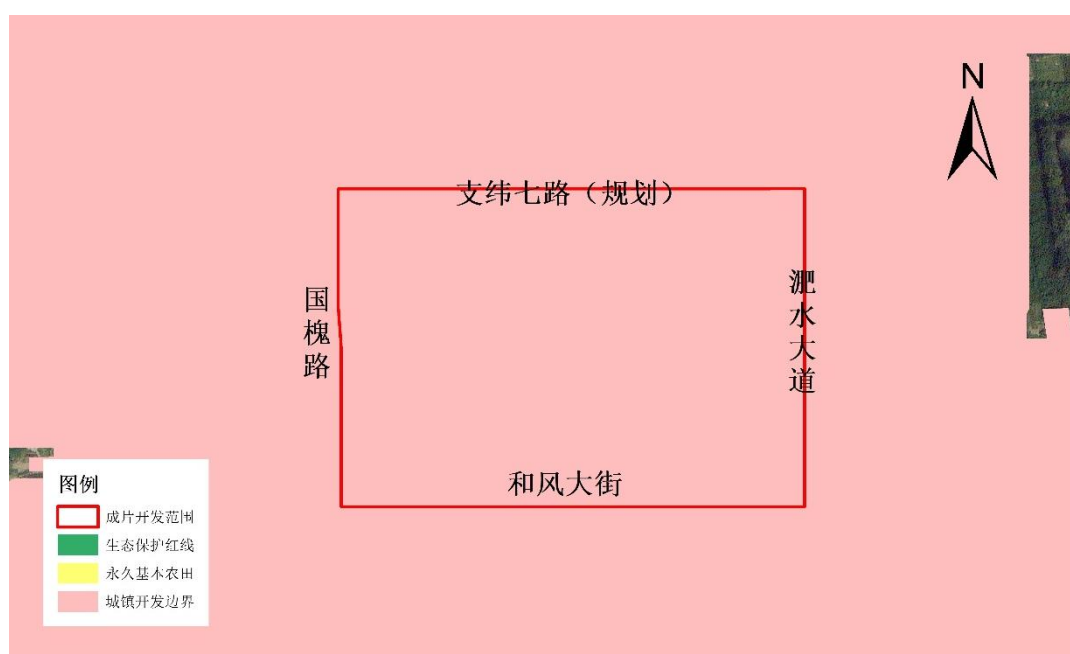 N
支纬七路（规划）
国槐路
淝水大道
和风大街
图例
成片开发范围
生态保护红线
永久基本农田
城镇开发边界